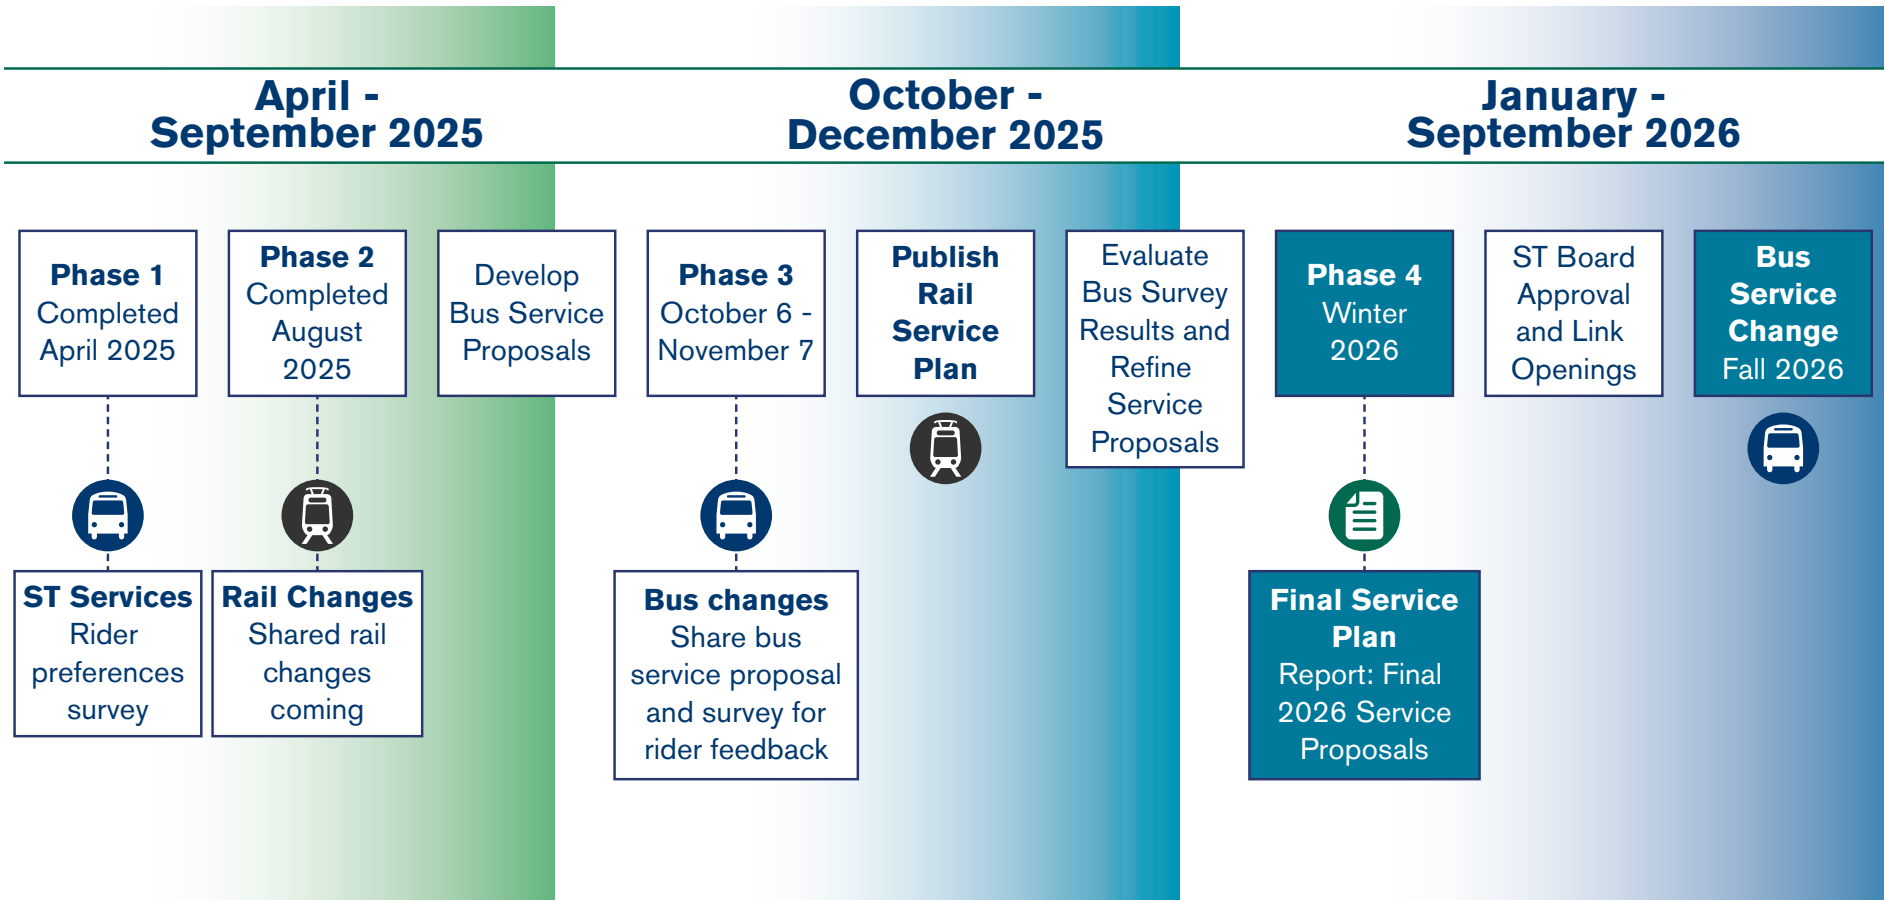 April -
September 2025
October -
December 2025
January -
September 2026
Phase 1
Completed
April 2025
Phase 2
Completed
August
2025
Develop
Bus Service
Proposals
Phase 3
October 6 -
November 7
Publish
Rail
Service
Plan
Evaluate
Bus Survey
Results and
Refine
Service
Proposals
Phase 4
Winter
2026
ST Board
Approval
and Link
Openings
Bus
Service
Change
Fall 2026
ST Services
Rider
preferences
survey
Rail Changes
Shared rail
changes
coming
Bus changes
Share bus
service proposal
and survey for
rider feedback
Final Service
Plan
Report: Final
2026 Service
Proposals